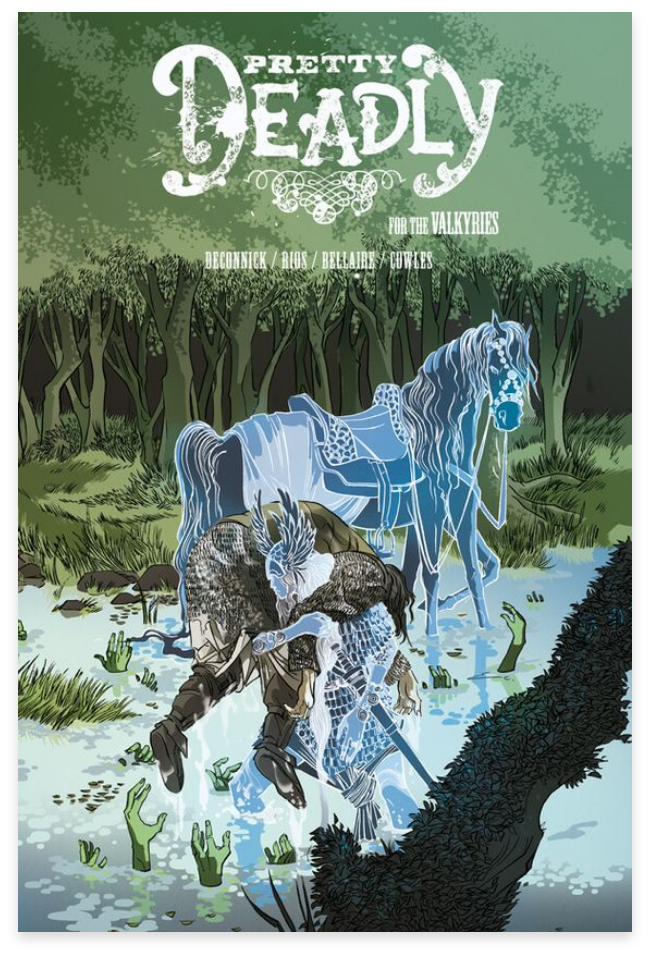 PRETTY
DEADLY
FOR THE VALKYRIES
DECONNICK / RIOS / BELLAIRE / COWLES